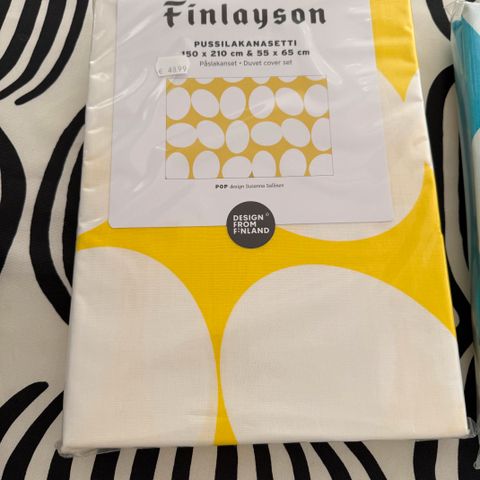 Finlayson
PUSSILAKANASETTI
150 x 210 cm & 55 x 65 cm
€ 48.99
Påslakanset • Duvet cover set
POP design Susanna Sallinen
DESIGN
FROM
FINLAND